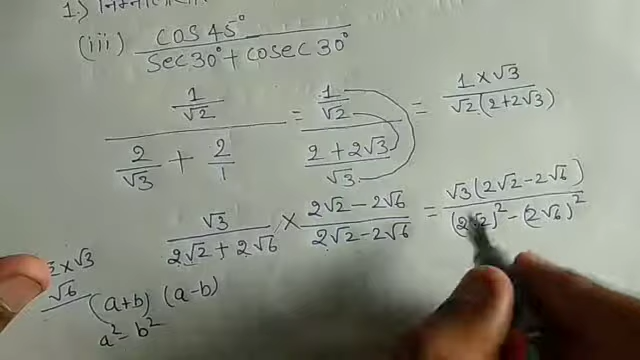 1.)
(iii) cos 45° / sec 30° + cosec 30°
1/√2 / 2/√3 + 2/1 = 1/√2 / 2 + 2√3/√3 = 1 × √3 / √2(2+2√3)
√3 / 2√2 + 2√6 × 2√2 - 2√6 / 2√2 - 2√6 = √3(2√2 - 2√6) / (2√2)² - (2√6)²
× √3 / √6
(a+b) (a-b)
a² - b²